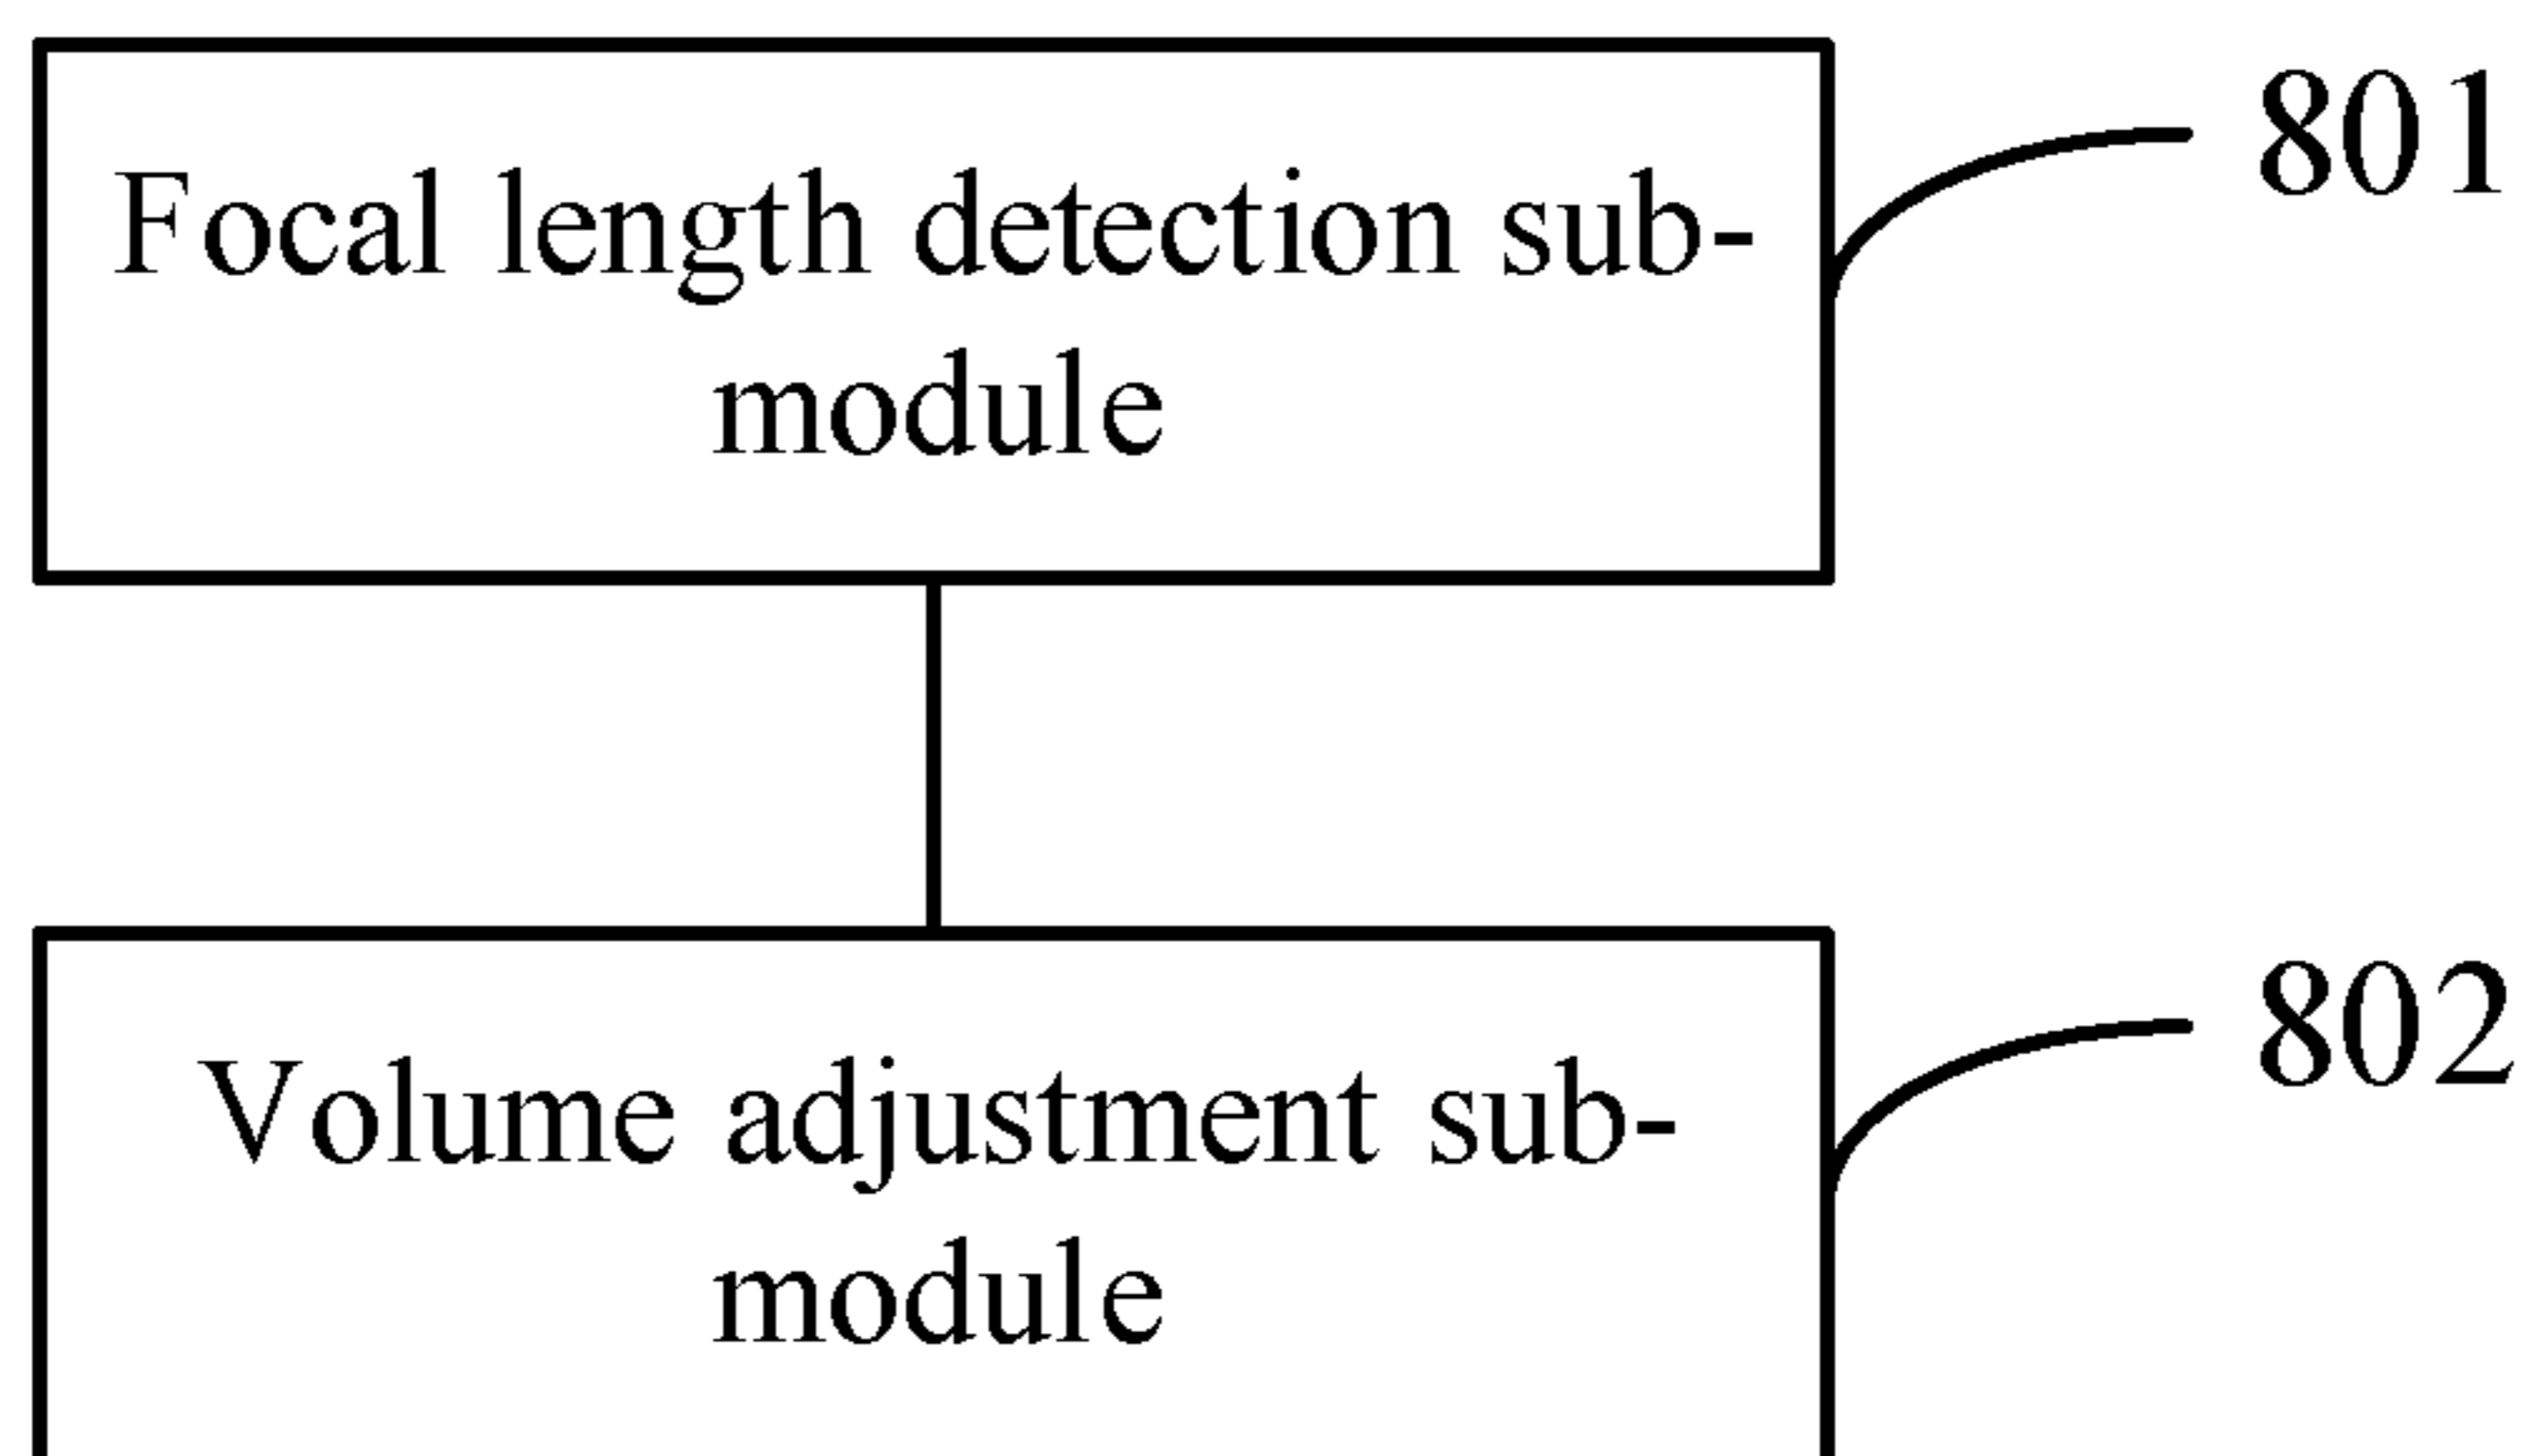 801
Focal length detection sub-
module
802
Volume adjustment sub-
module